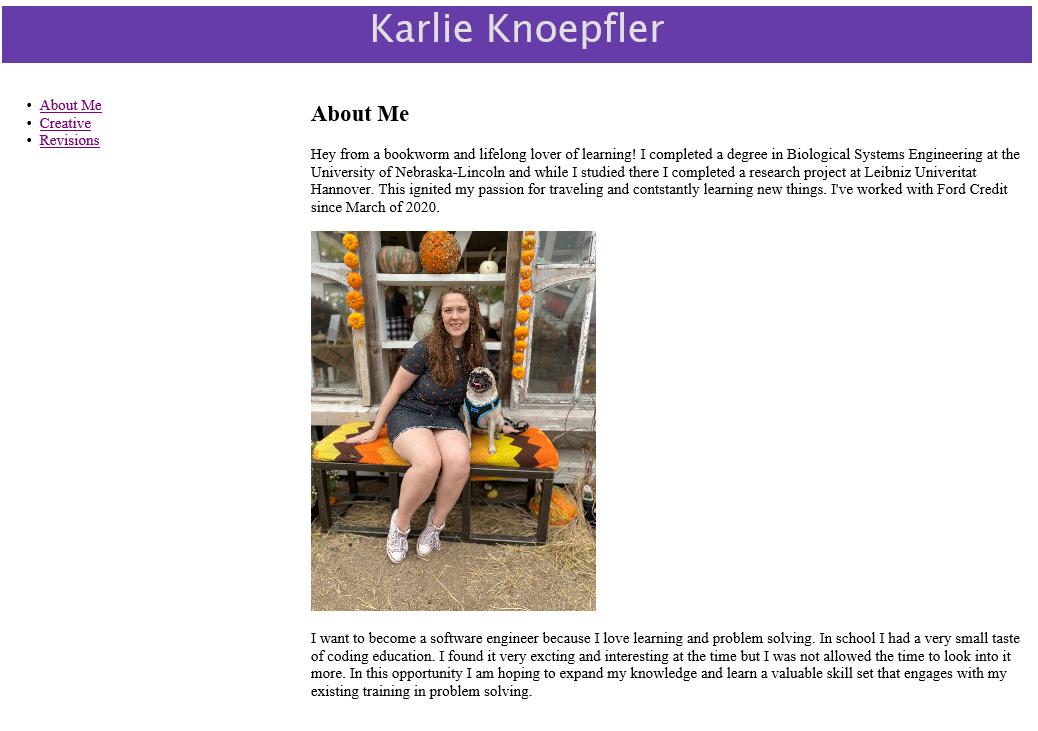 Karlie Knoepfler
• About Me
• Creative
• Revisions
About Me
Hey from a bookworm and lifelong lover of learning! I completed a degree in Biological Systems Engineering at the
University of Nebraska-Lincoln and while I studied there I completed a research project at Leibniz Univeritat
Hannover. This ignited my passion for traveling and contstantly learning new things. I've worked with Ford Credit
since March of 2020.
I want to become a software engineer because I love learning and problem solving. In school I had a very small taste
of coding education. I found it very excting and interesting at the time but I was not allowed the time to look into it
more. In this opportunity I am hoping to expand my knowledge and learn a valuable skill set that engages with my
existing training in problem solving.